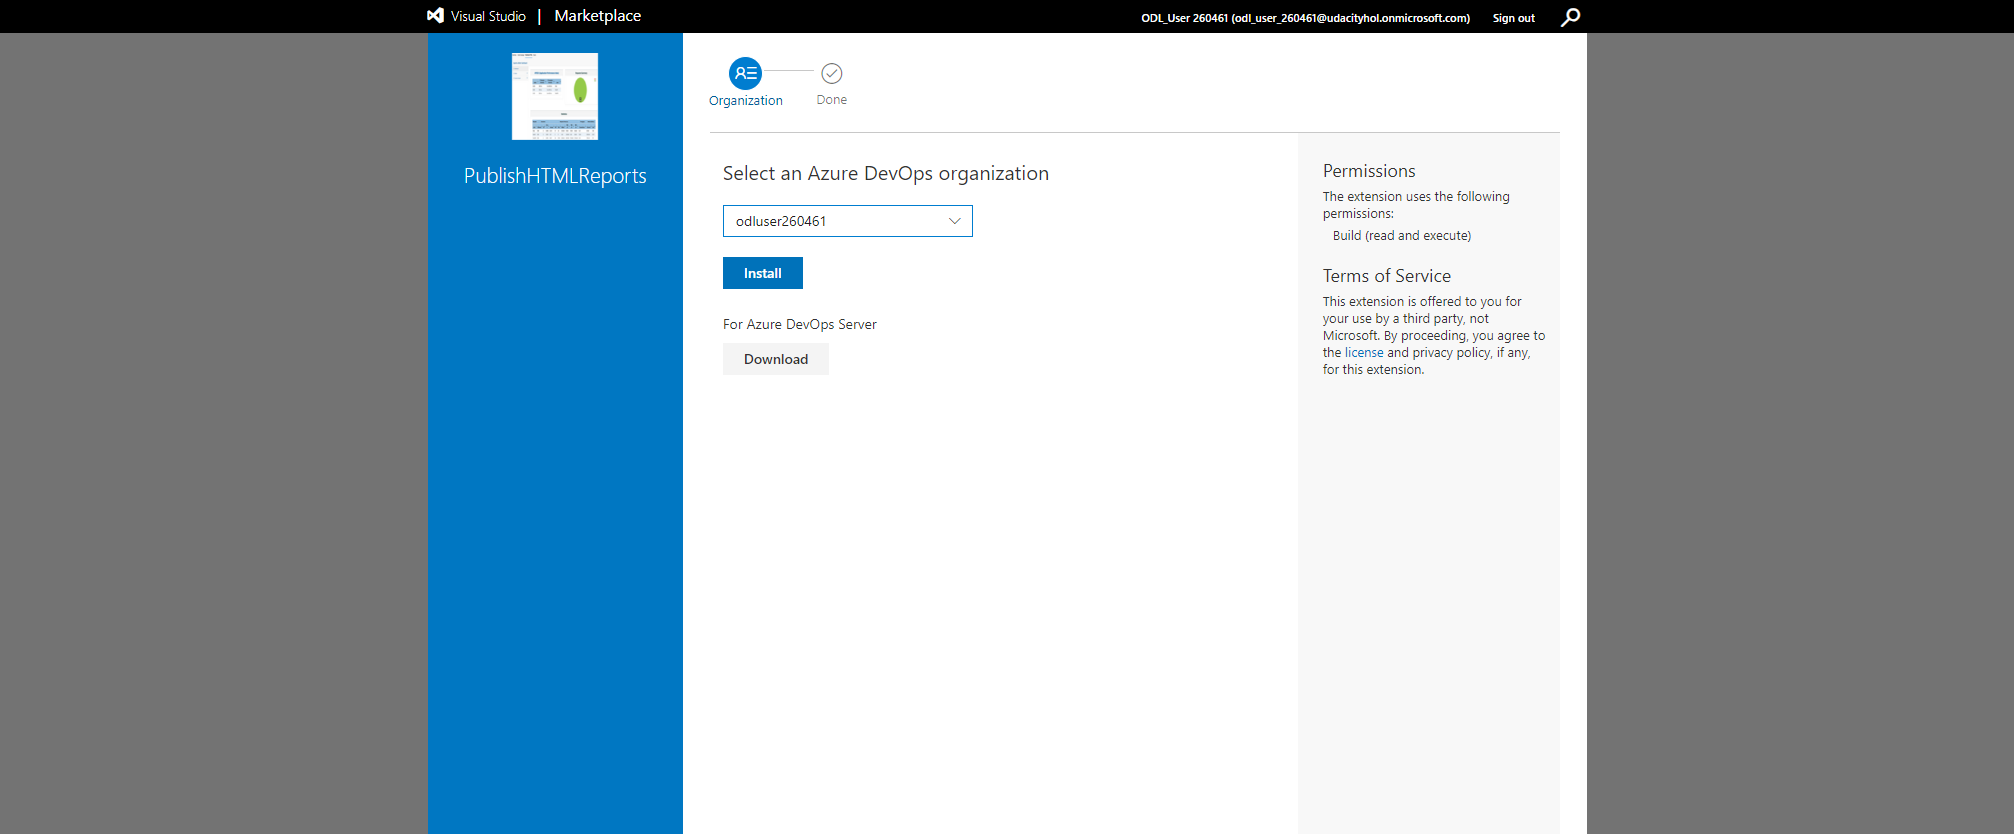 Visual Studio | Marketplace
ODL_User 260461 (odl_user_260461@udacityhol.onmicrosoft.com)
Sign out
PublishHTMLReports
Organization
Done
Select an Azure DevOps organization
odluser260461
Install
For Azure DevOps Server
Download
Permissions
The extension uses the following
permissions:
Build (read and execute)
Terms of Service
This extension is offered to you for
your use by a third party, not
Microsoft. By proceeding, you agree to
the license and privacy policy, if any,
for this extension.